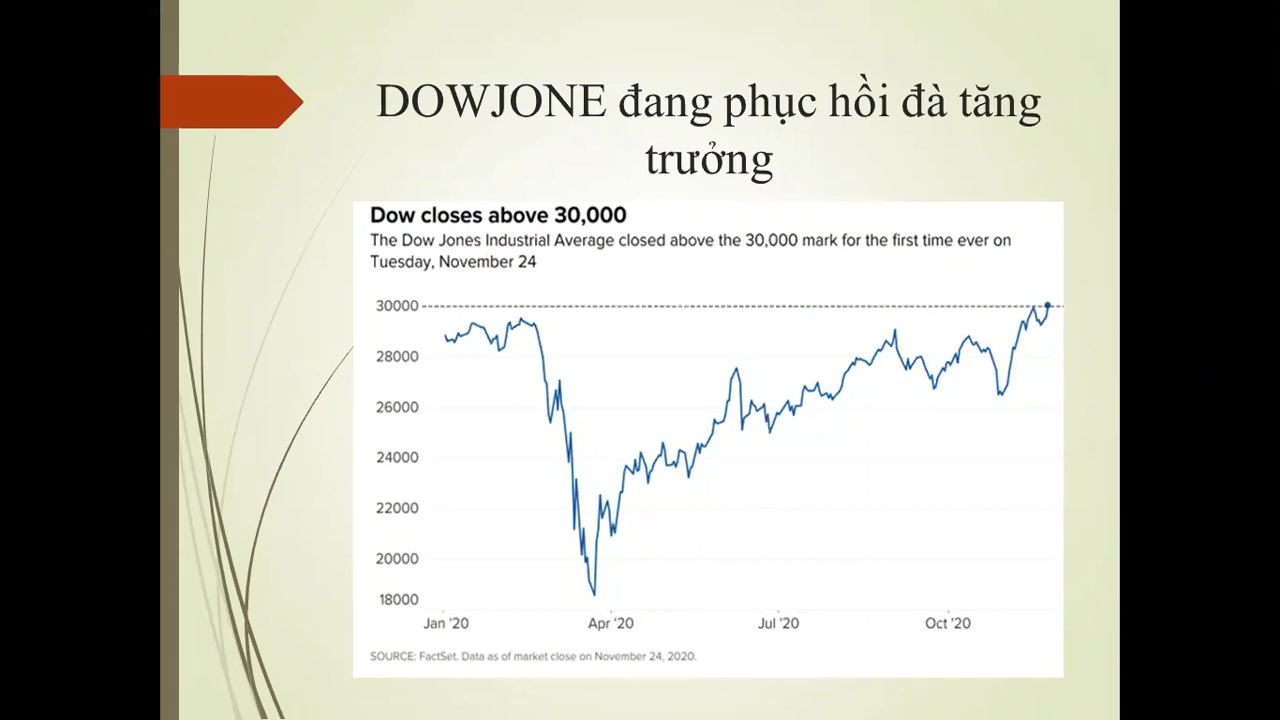 DOWJONE đang phục hồi đà tăng
trưởng
Dow closes above 30,000
The Dow Jones Industrial Average closed above the 30,000 mark for the first time ever on
Tuesday, November 24
30000
28000
26000
24000
22000
20000
18000
Jan '20 Apr '20 Jul '20 Oct '20
SOURCE: FactSet. Data as of market close on November 24, 2020.